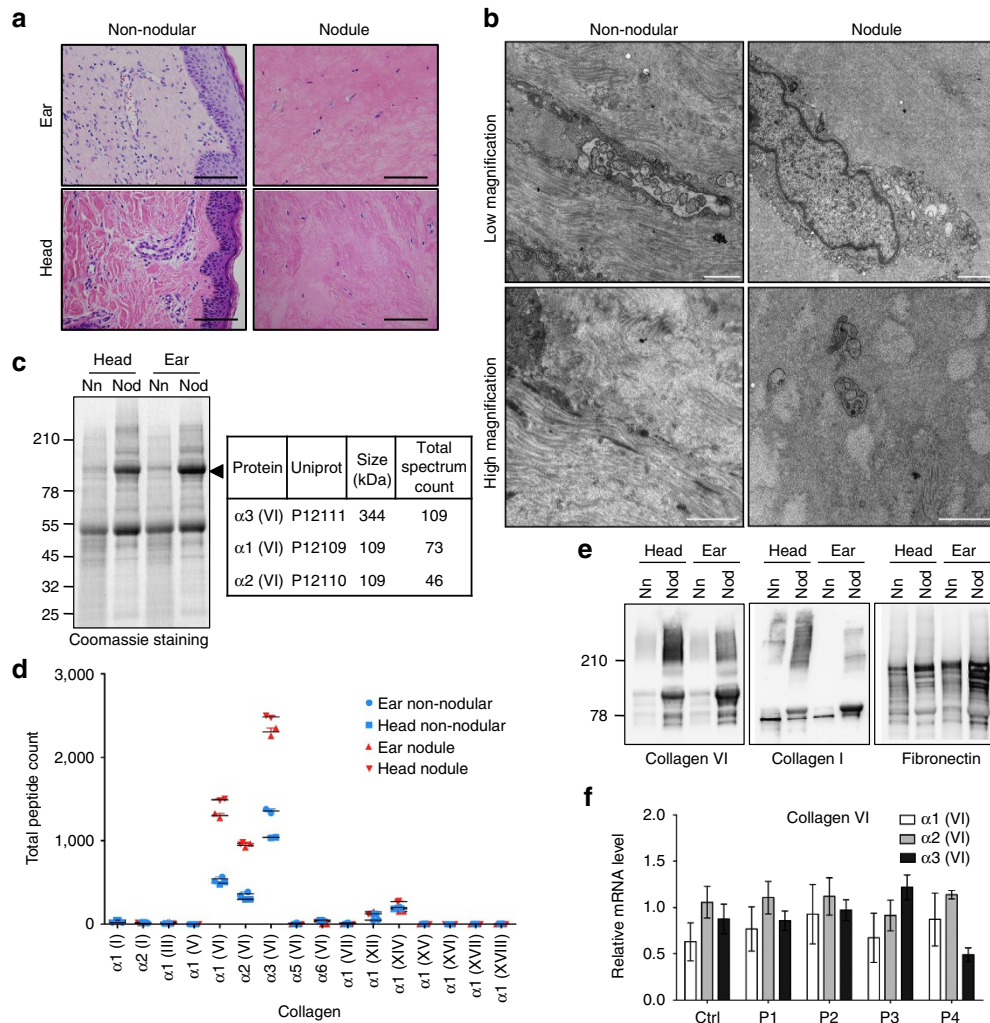 a
Non-nodular
Nodule
Ear
Head
b
Non-nodular
Nodule
Low magnification
High magnification
c
Head
Ear
Nn Nod Nn Nod
210
78
55
45
32
25
Coomassie staining
Protein Uniprot Size (kDa) Total spectrum count
α3 (VI) P12111 344 109
α1 (VI) P12109 109 73
α2 (VI) P12110 109 46
d
Total peptide count
3,000
2,000
1,000
0
Ear non-nodular
Head non-nodular
Ear nodule
Head nodule
α1 (I)
α2 (I)
α1 (III)
α1 (V)
α1 (VI)
α2 (VI)
α3 (VI)
α5 (VI)
α6 (VI)
α1 (VII)
α1 (XII)
α1 (XIV)
α1 (XV)
α1 (XVI)
α1 (XVII)
α1 (XVIII)
Collagen
e
Head Ear Head Ear Head Ear
Nn Nod Nn Nod Nn Nod Nn Nod Nn Nod Nn Nod
210
78
Collagen VI
Collagen I
Fibronectin
f
Collagen VI
α1 (VI)
α2 (VI)
α3 (VI)
Relative mRNA level
2.0
1.5
1.0
0.5
0.0
Ctrl P1 P2 P3 P4